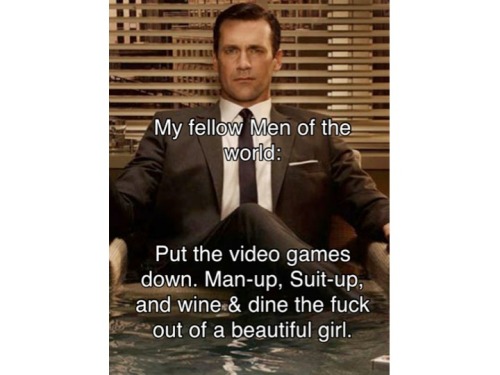 My fellow Men of the
world:
Put the video games
down. Man-up, Suit-up,
and wine & dine the fuck
out of a beautiful girl.